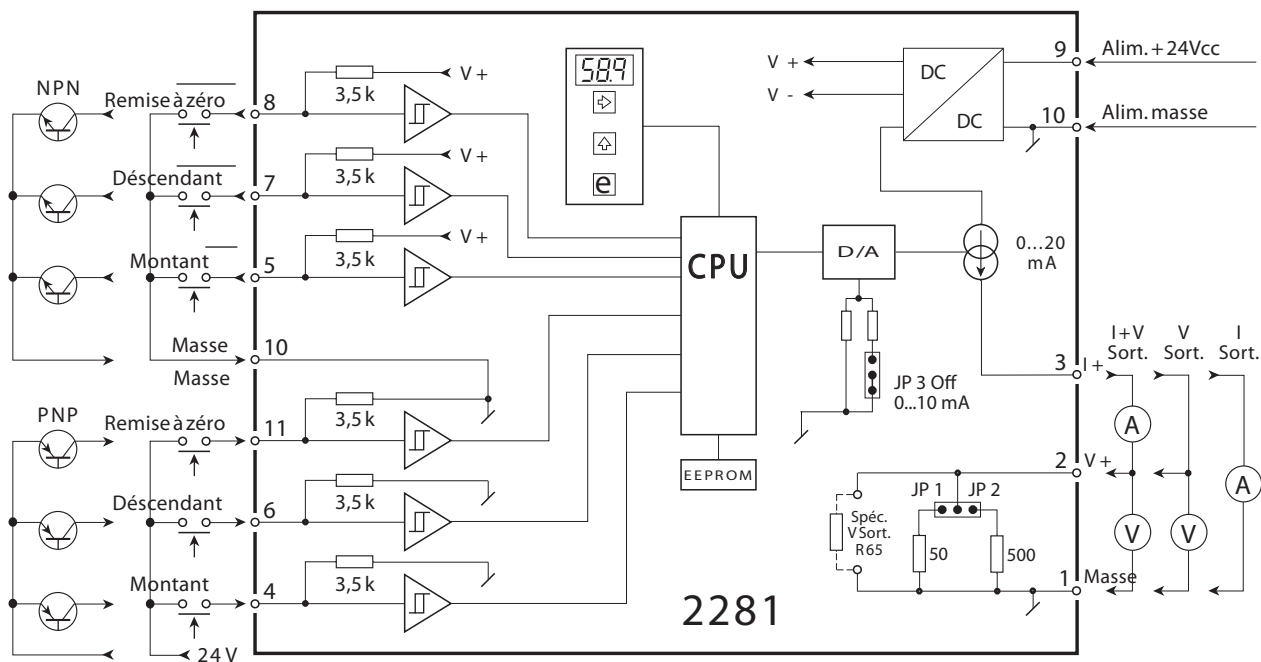 NPN
Remise à zéro
8
3,5 k
V +
58.9
e
V +
V -
DC
DC
9
Alim. + 24Vcc
10
Alim. masse
Déscendant
7
3,5 k
V +
Montant
5
3,5 k
V +
CPU
D/A
0...20
mA
Masse
10
Masse
JP 3 Off
0...10 mA
3
I +
I + V
Sort.
V
Sort.
I
Sort.
A
PNP
Remise à zéro
11
3,5 k
EEPROM
2
V +
A
Déscendant
6
3,5 k
JP 1
JP 2
Spéc.
V Sort.
R65
50
500
V
V
Montant
4
3,5 k
1
Masse
24 V
2281